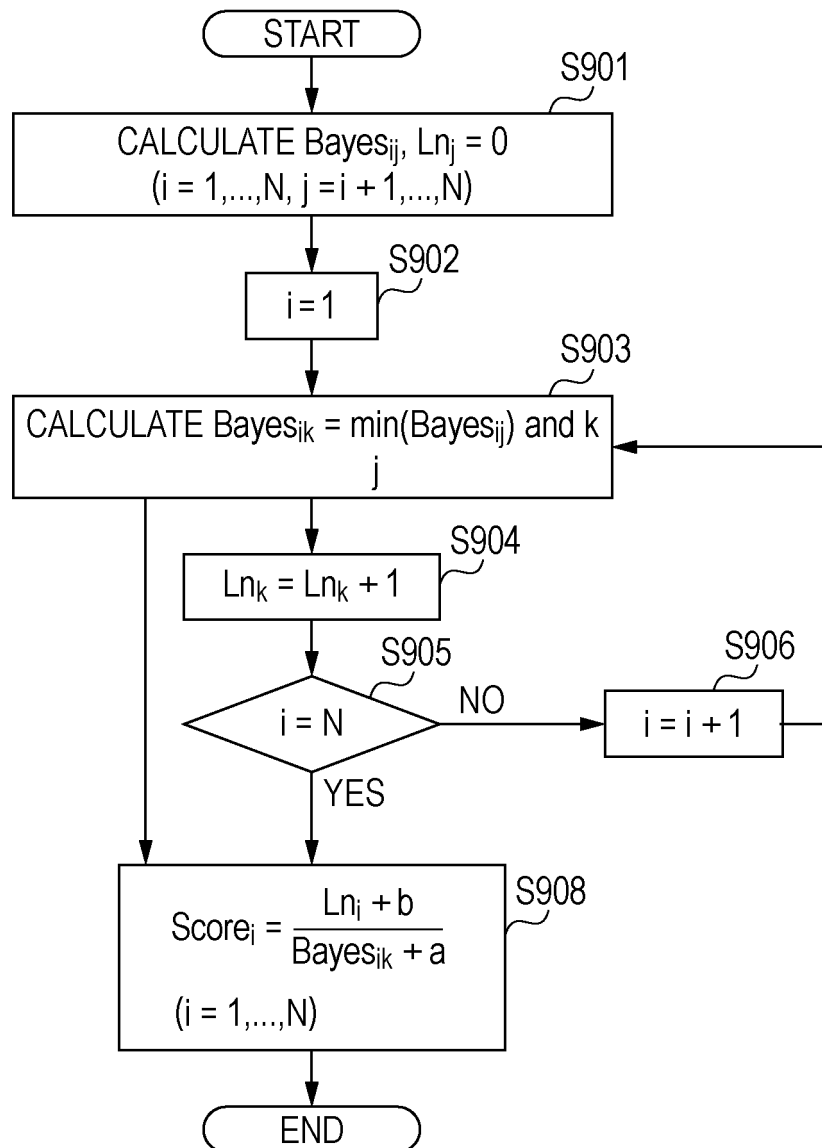 START
S901
CALCULATE Bayesij, Lnj = 0
(i = 1,...,N, j = i + 1,...,N)
S902
i = 1
S903
CALCULATE Bayesik = min(Bayesij) and k
j
S904
Lnk = Lnk + 1
S905
i = N
NO
S906
i = i + 1
YES
S908
Scorei = Lni + b
Bayesik + a
(i = 1,...,N)
END